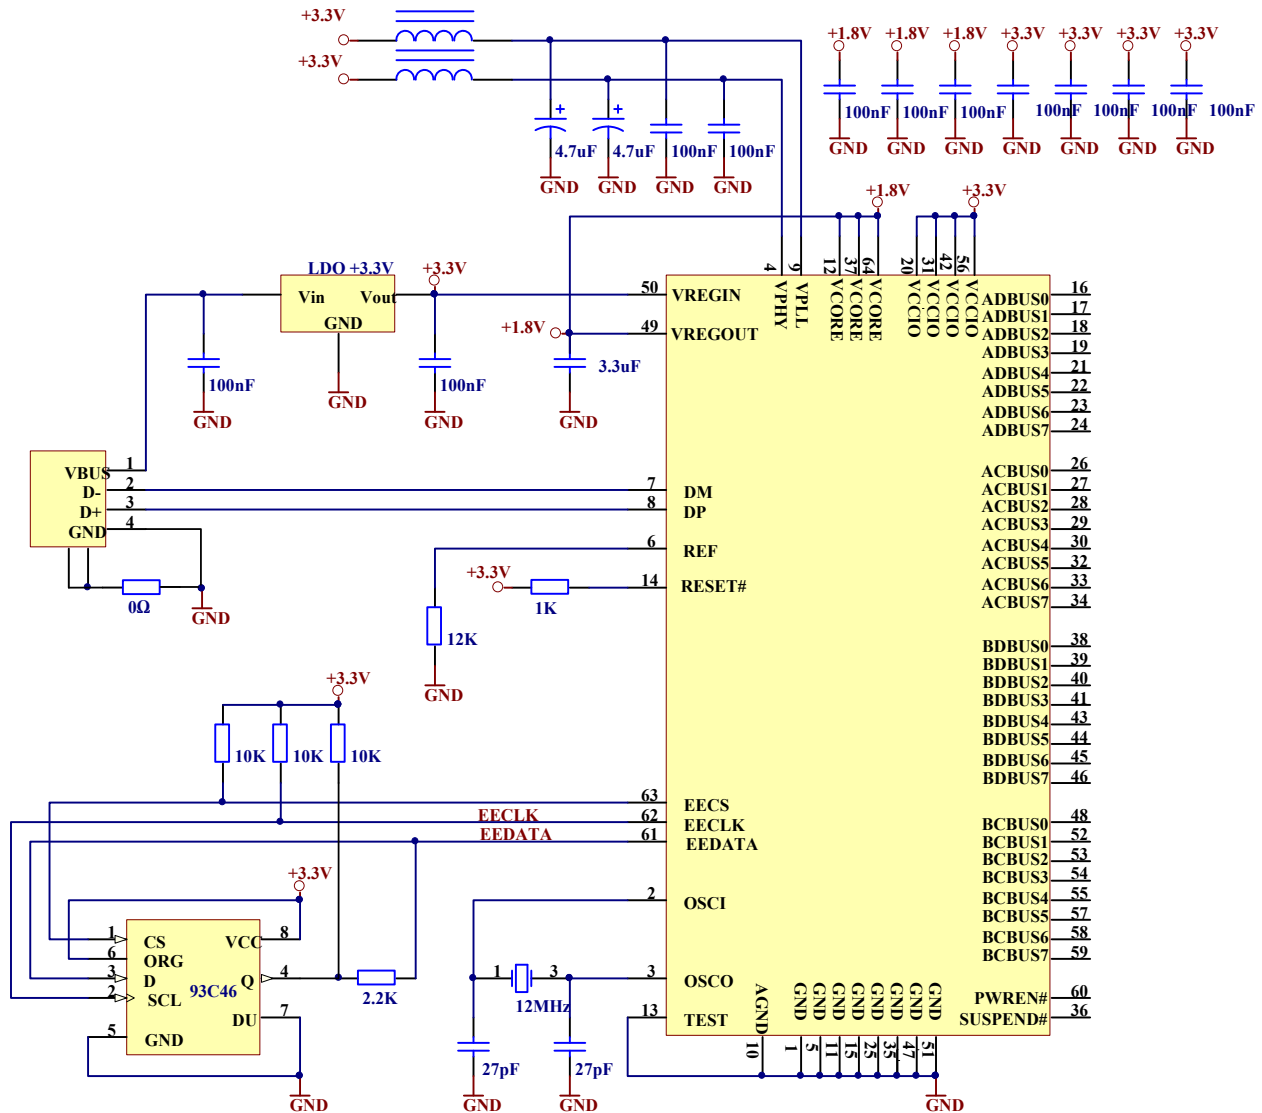 +3.3V
+3.3V
+1.8V +1.8V +1.8V +3.3V +3.3V +3.3V +3.3V
100nF 100nF 100nF 100nF 100nF 100nF 100nF
GND GND GND GND GND GND GND
+ +
4.7uF 4.7uF 100nF 100nF
GND GND GND GND
+1.8V +3.3V
4 9 12 37 64 20 31 42 56
VPHY VPLL VCORE VCORE VCORE VCCIO VCCIO VCCIO VCCIO
LDO +3.3V
+3.3V
Vin Vout
GND
100nF
GND
GND
100nF
GND
50 VREGIN
+1.8V
49 VREGOUT
3.3uF
GND
ADBUS0 16
ADBUS1 17
ADBUS2 18
ADBUS3 19
ADBUS4 21
ADBUS5 22
ADBUS6 23
ADBUS7 24
VBUS 1
D- 2
D+ 3
GND 4
0Ω
GND
7 DM
8 DP
6 REF
12K
GND
+3.3V
1K
14 RESET#
ACBUS0 26
ACBUS1 27
ACBUS2 28
ACBUS3 29
ACBUS4 30
ACBUS5 32
ACBUS6 33
ACBUS7 34
BDBUS0 38
BDBUS1 39
BDBUS2 40
BDBUS3 41
BDBUS4 43
BDBUS5 44
BDBUS6 45
BDBUS7 46
+3.3V
10K 10K 10K
63 EECS
EECLK 62 EECLK
EEDATA 61 EEDATA
BCBUS0 48
BCBUS1 52
BCBUS2 53
BCBUS3 54
BCBUS4 55
BCBUS5 57
BCBUS6 58
BCBUS7 59
+3.3V
1 CS VCC 8
6 ORG
3 D Q 4
2 SCL 93C46
DU 7
5 GND
2.2K
GND
2 OSCI
1 3
12MHz
3 OSCO
27pF 27pF
GND GND
13 TEST
PWREN# 60
SUSPEND# 36
AGND GND GND GND GND GND GND GND GND
10 1 5 11 15 25 35 47 51
GND